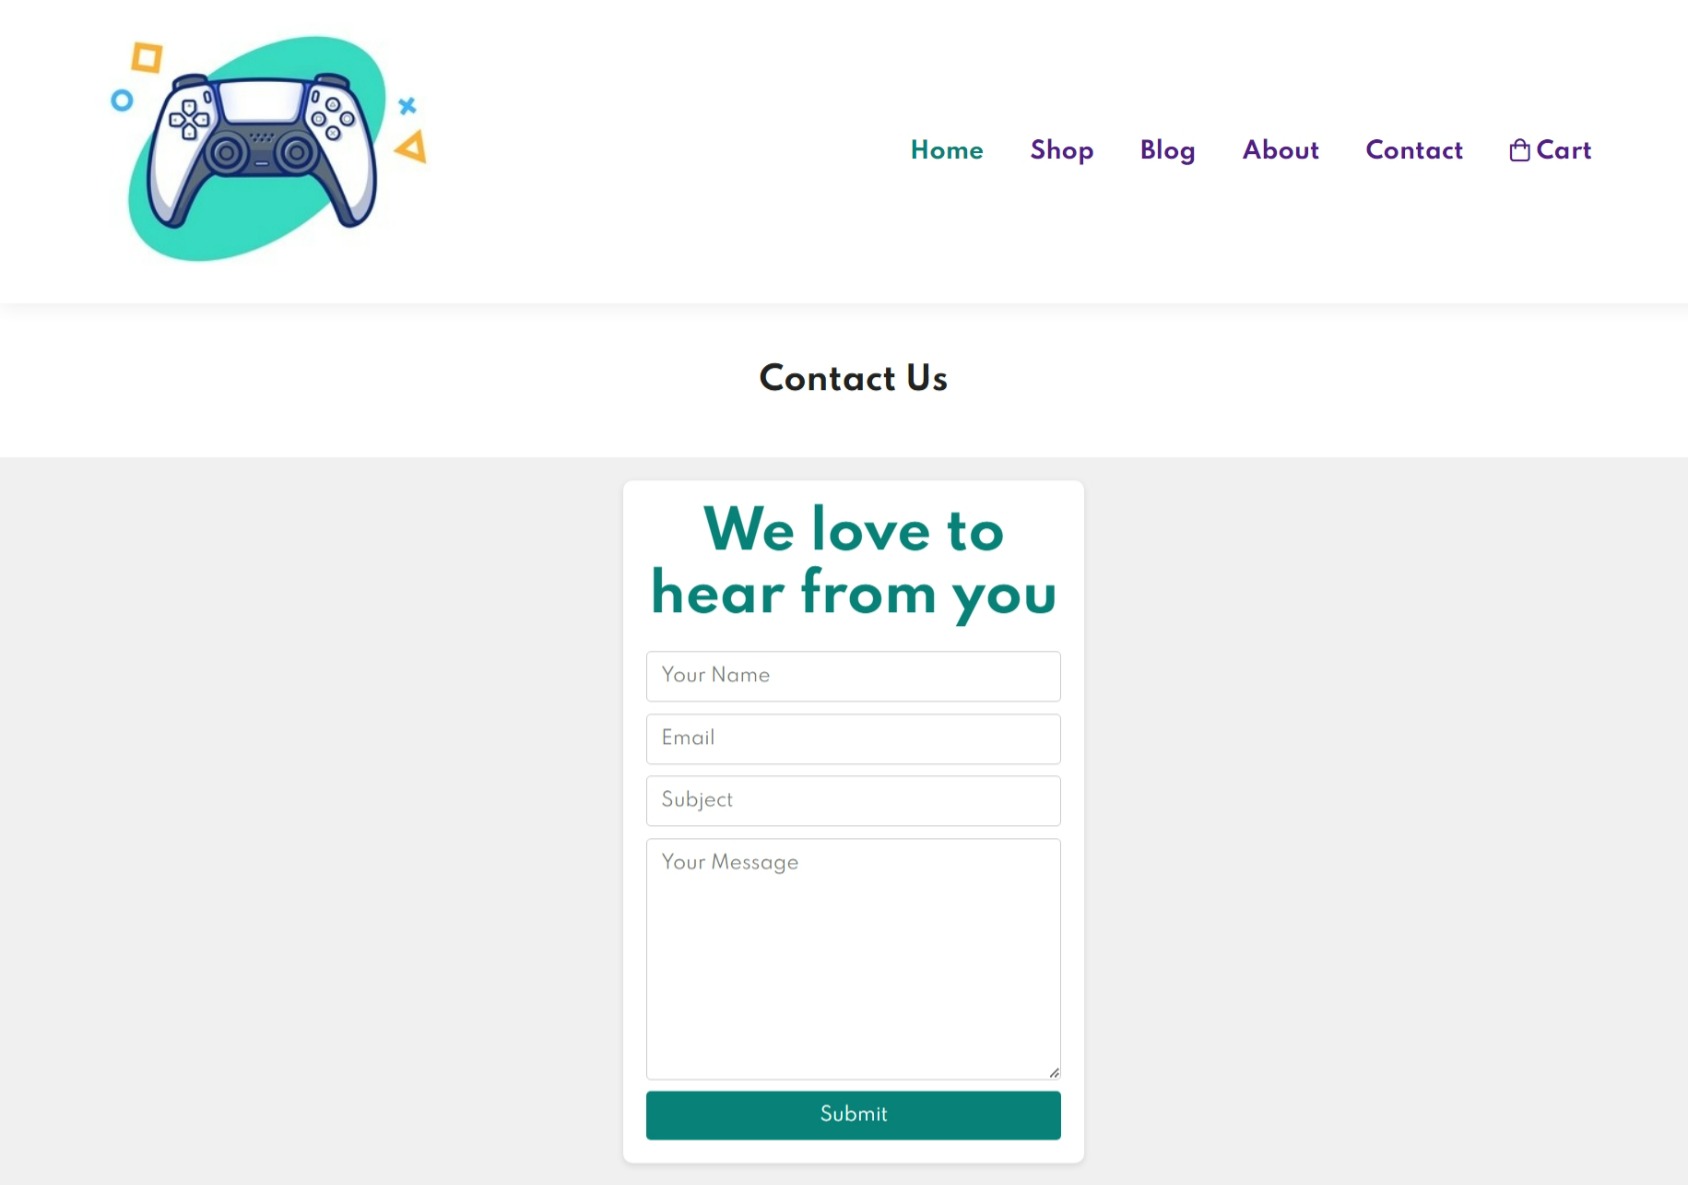 Home Shop Blog About Contact Cart
Contact Us
We love to
hear from you
Your Name
Email
Subject
Your Message
Submit